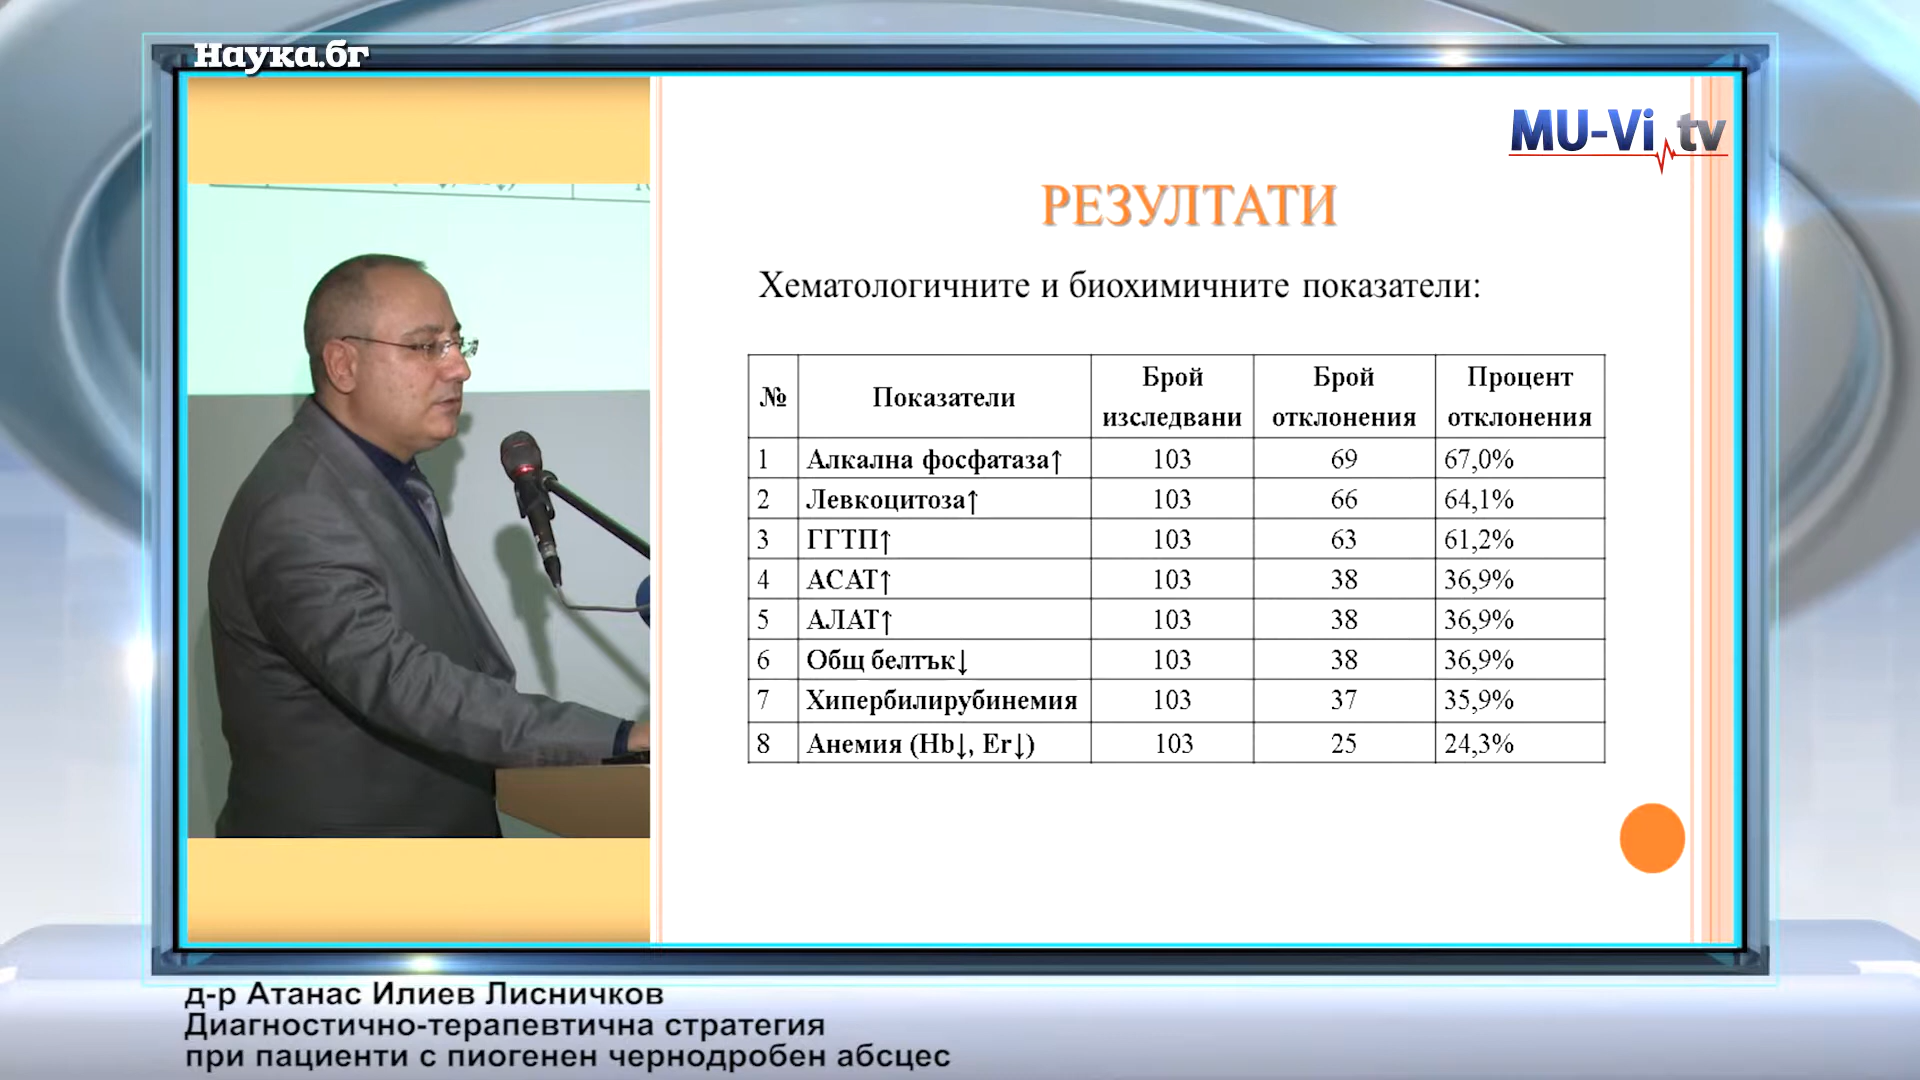 Наука.бг
MU-Vi.tv
РЕЗУЛТАТИ
Хематологичните и биохимичните показатели:
№ Показатели Брой изследвани Брой отклонения Процент отклонения
1 Алкална фосфатаза↑ 103 69 67,0%
2 Левкоцитоза↑ 103 66 64,1%
3 ГГТП↑ 103 63 61,2%
4 АСАТ↑ 103 38 36,9%
5 АЛАТ↑ 103 38 36,9%
6 Общ белтък↓ 103 38 36,9%
7 Хипербилирубинемия 103 37 35,9%
8 Анемия (Hb↓, Er↓) 103 25 24,3%
д-р Атанас Илиев Лисничков
Диагностично-терапевтична стратегия
при пациенти с пиогенен чернодробен абсцес